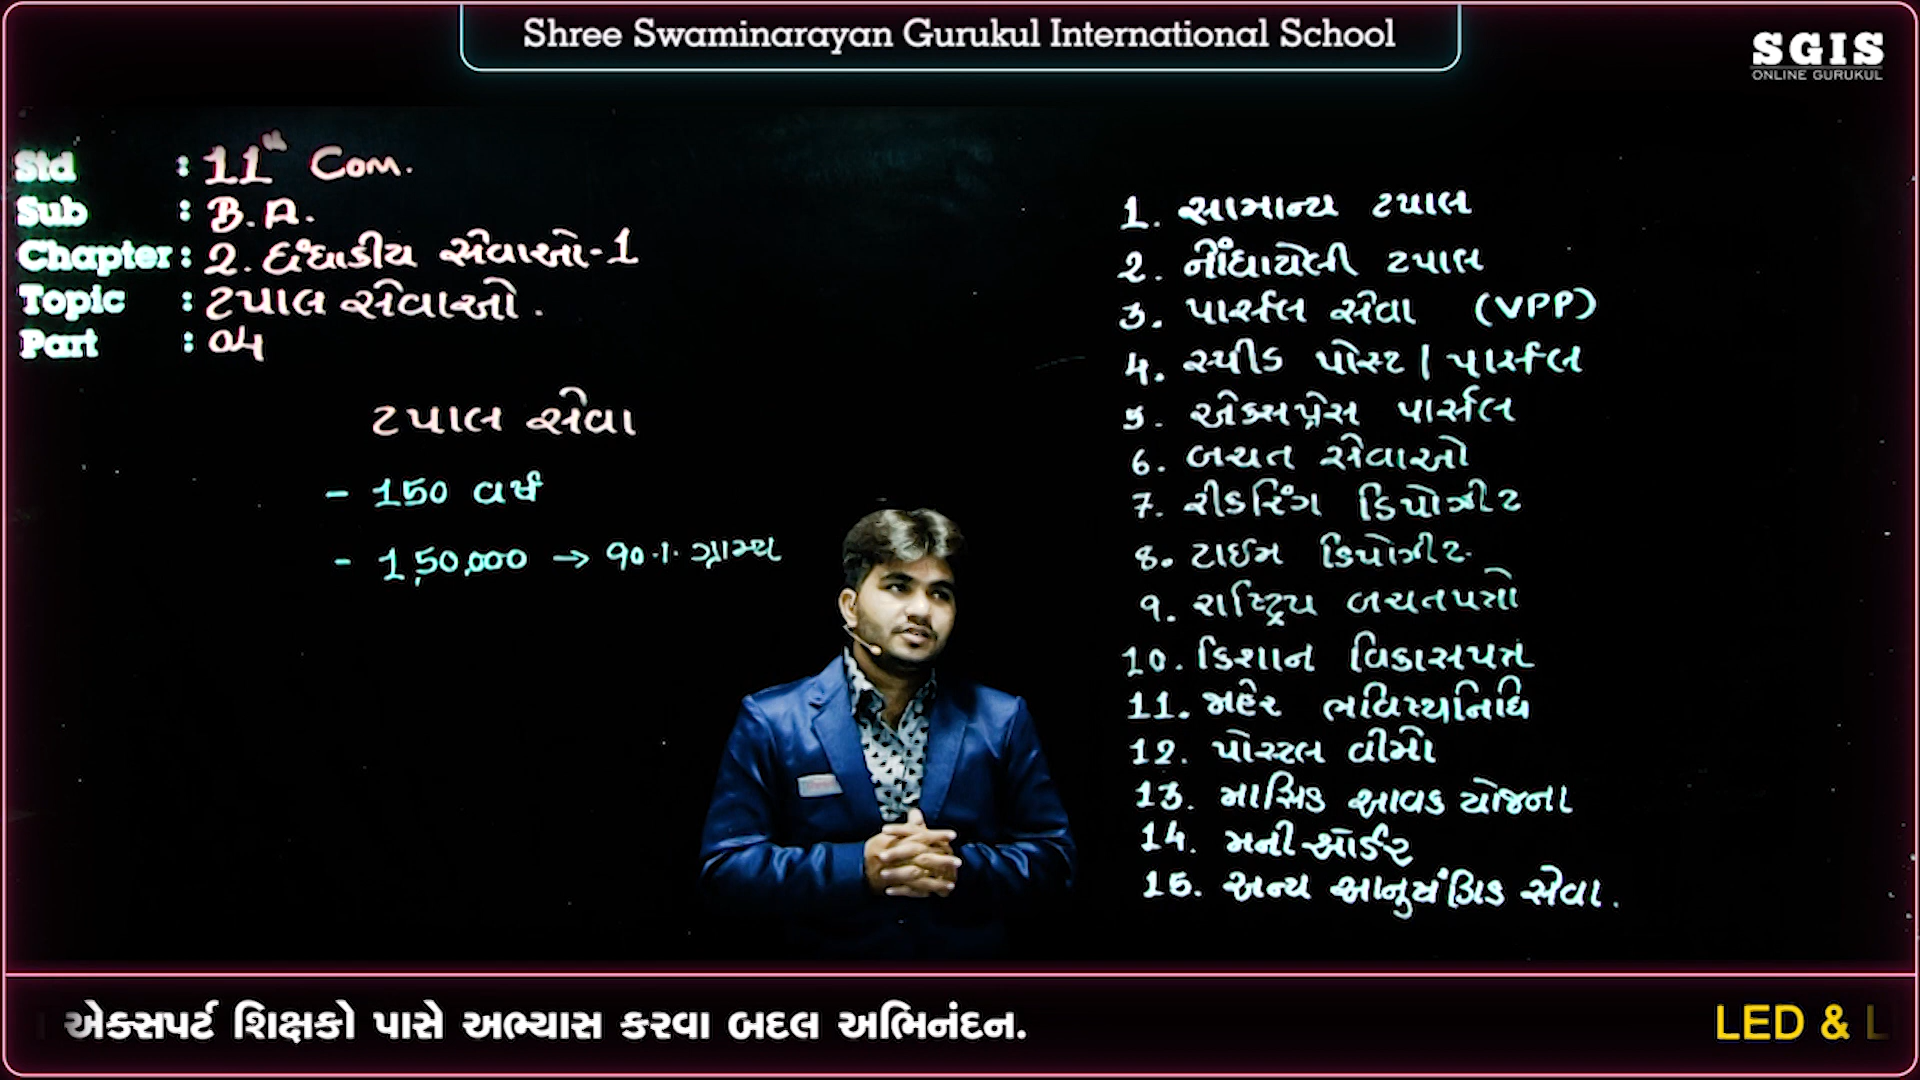 Shree Swaminarayan Gurukul International School
SGIS
ONLINE GURUKUL
Std : 11th Com.
Sub : B.A.
Chapter : 2. ધંધાકીય સેવાઓ-1
Topic : ટપાલ સેવાઓ.
Part : 04
ટપાલ સેવા
- 150 વર્ષ
- 1,50,000 → 90.1. ગ્રામ્ય
1. સામાન્ય ટપાલ
2. નોંધાયેલી ટપાલ
3. પાર્સલ સેવા (VPP)
4. સ્પીડ પોસ્ટ | પાર્સલ
5. એક્સપ્રેસ પાર્સલ
6. બચત સેવાઓ
7. રીકરિંગ ડિપોઝીટ
8. ટાઈમ ડિપોઝીટ
9. રાષ્ટ્રિય બચતપત્રો
10. કિશાન વિકાસપત્ર
11. જાહેર ભવિષ્યનિધિ
12. પોસ્ટલ વીમો
13. માસિક આવક યોજના
14. મની ઑર્ડર
15. અન્ય આનુષંગિક સેવા.
એક્સપર્ટ શિક્ષકો પાસે અભ્યાસ કરવા બદલ અભિનંદન.
LED & L